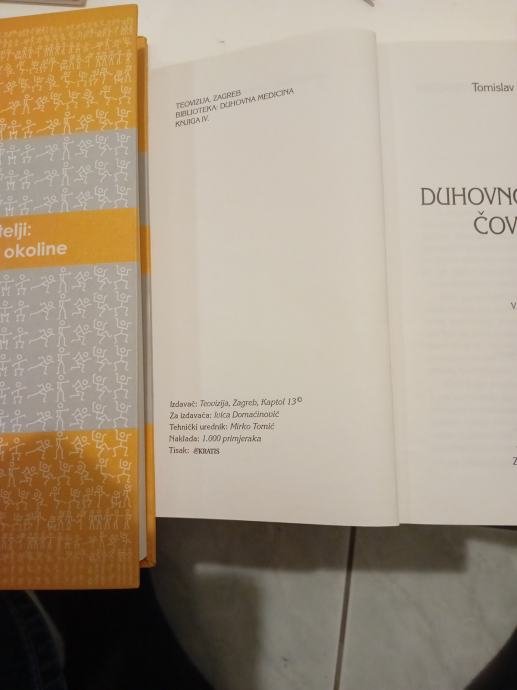 telji:
okoline
TEOVIZIJA, ZAGREB
BIBLIOTEKA: DUHOVNA MEDICINA
KNJIGA IV.
Izdavač: Teovizija, Zagreb, Kaptol 13©
Za izdavača: Ivica Domaćinović
Tehnički urednik: Mirko Tomić
Naklada: 1.000 primjeraka
Tisak: KRATIS
Tomislav
DUHOVNO
ČOV
V
Z